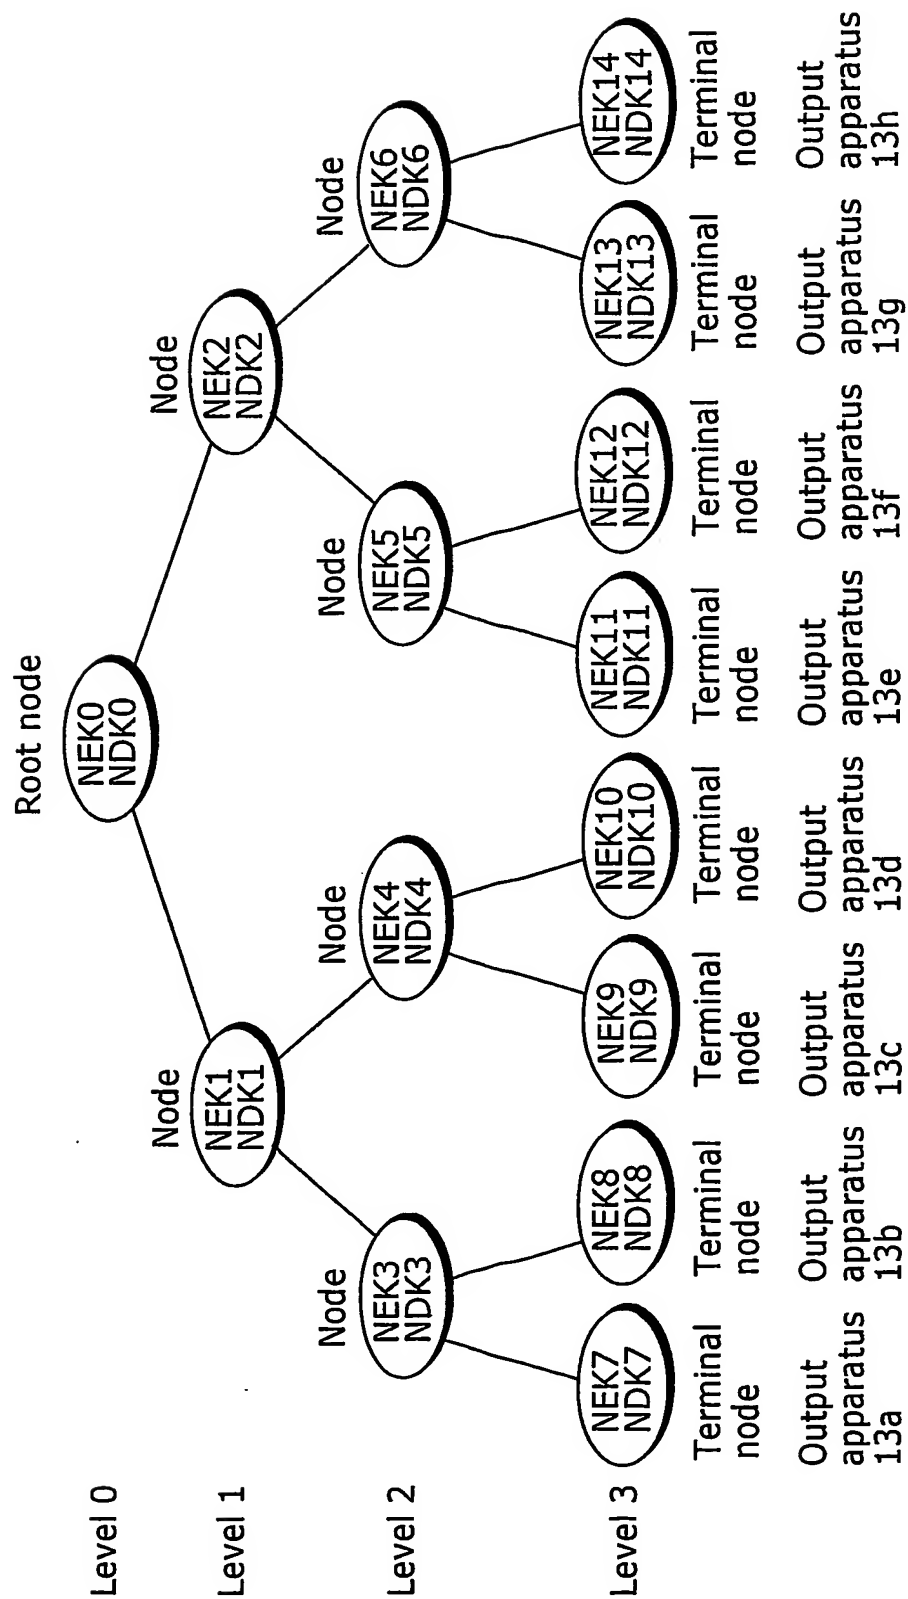 Root node
Level 0
NEK0
NDK0
Node
Node
Level 1
NEK1
NDK1
NEK2
NDK2
Node
Node
Node
Node
Level 2
NEK3
NDK3
NEK4
NDK4
NEK5
NDK5
NEK6
NDK6
Level 3
NEK7
NDK7
NEK8
NDK8
NEK9
NDK9
NEK10
NDK10
NEK11
NDK11
NEK12
NDK12
NEK13
NDK13
NEK14
NDK14
Terminal
node
Terminal
node
Terminal
node
Terminal
node
Terminal
node
Terminal
node
Terminal
node
Terminal
node
Output
apparatus
13a
Output
apparatus
13b
Output
apparatus
13c
Output
apparatus
13d
Output
apparatus
13e
Output
apparatus
13f
Output
apparatus
13g
Output
apparatus
13h